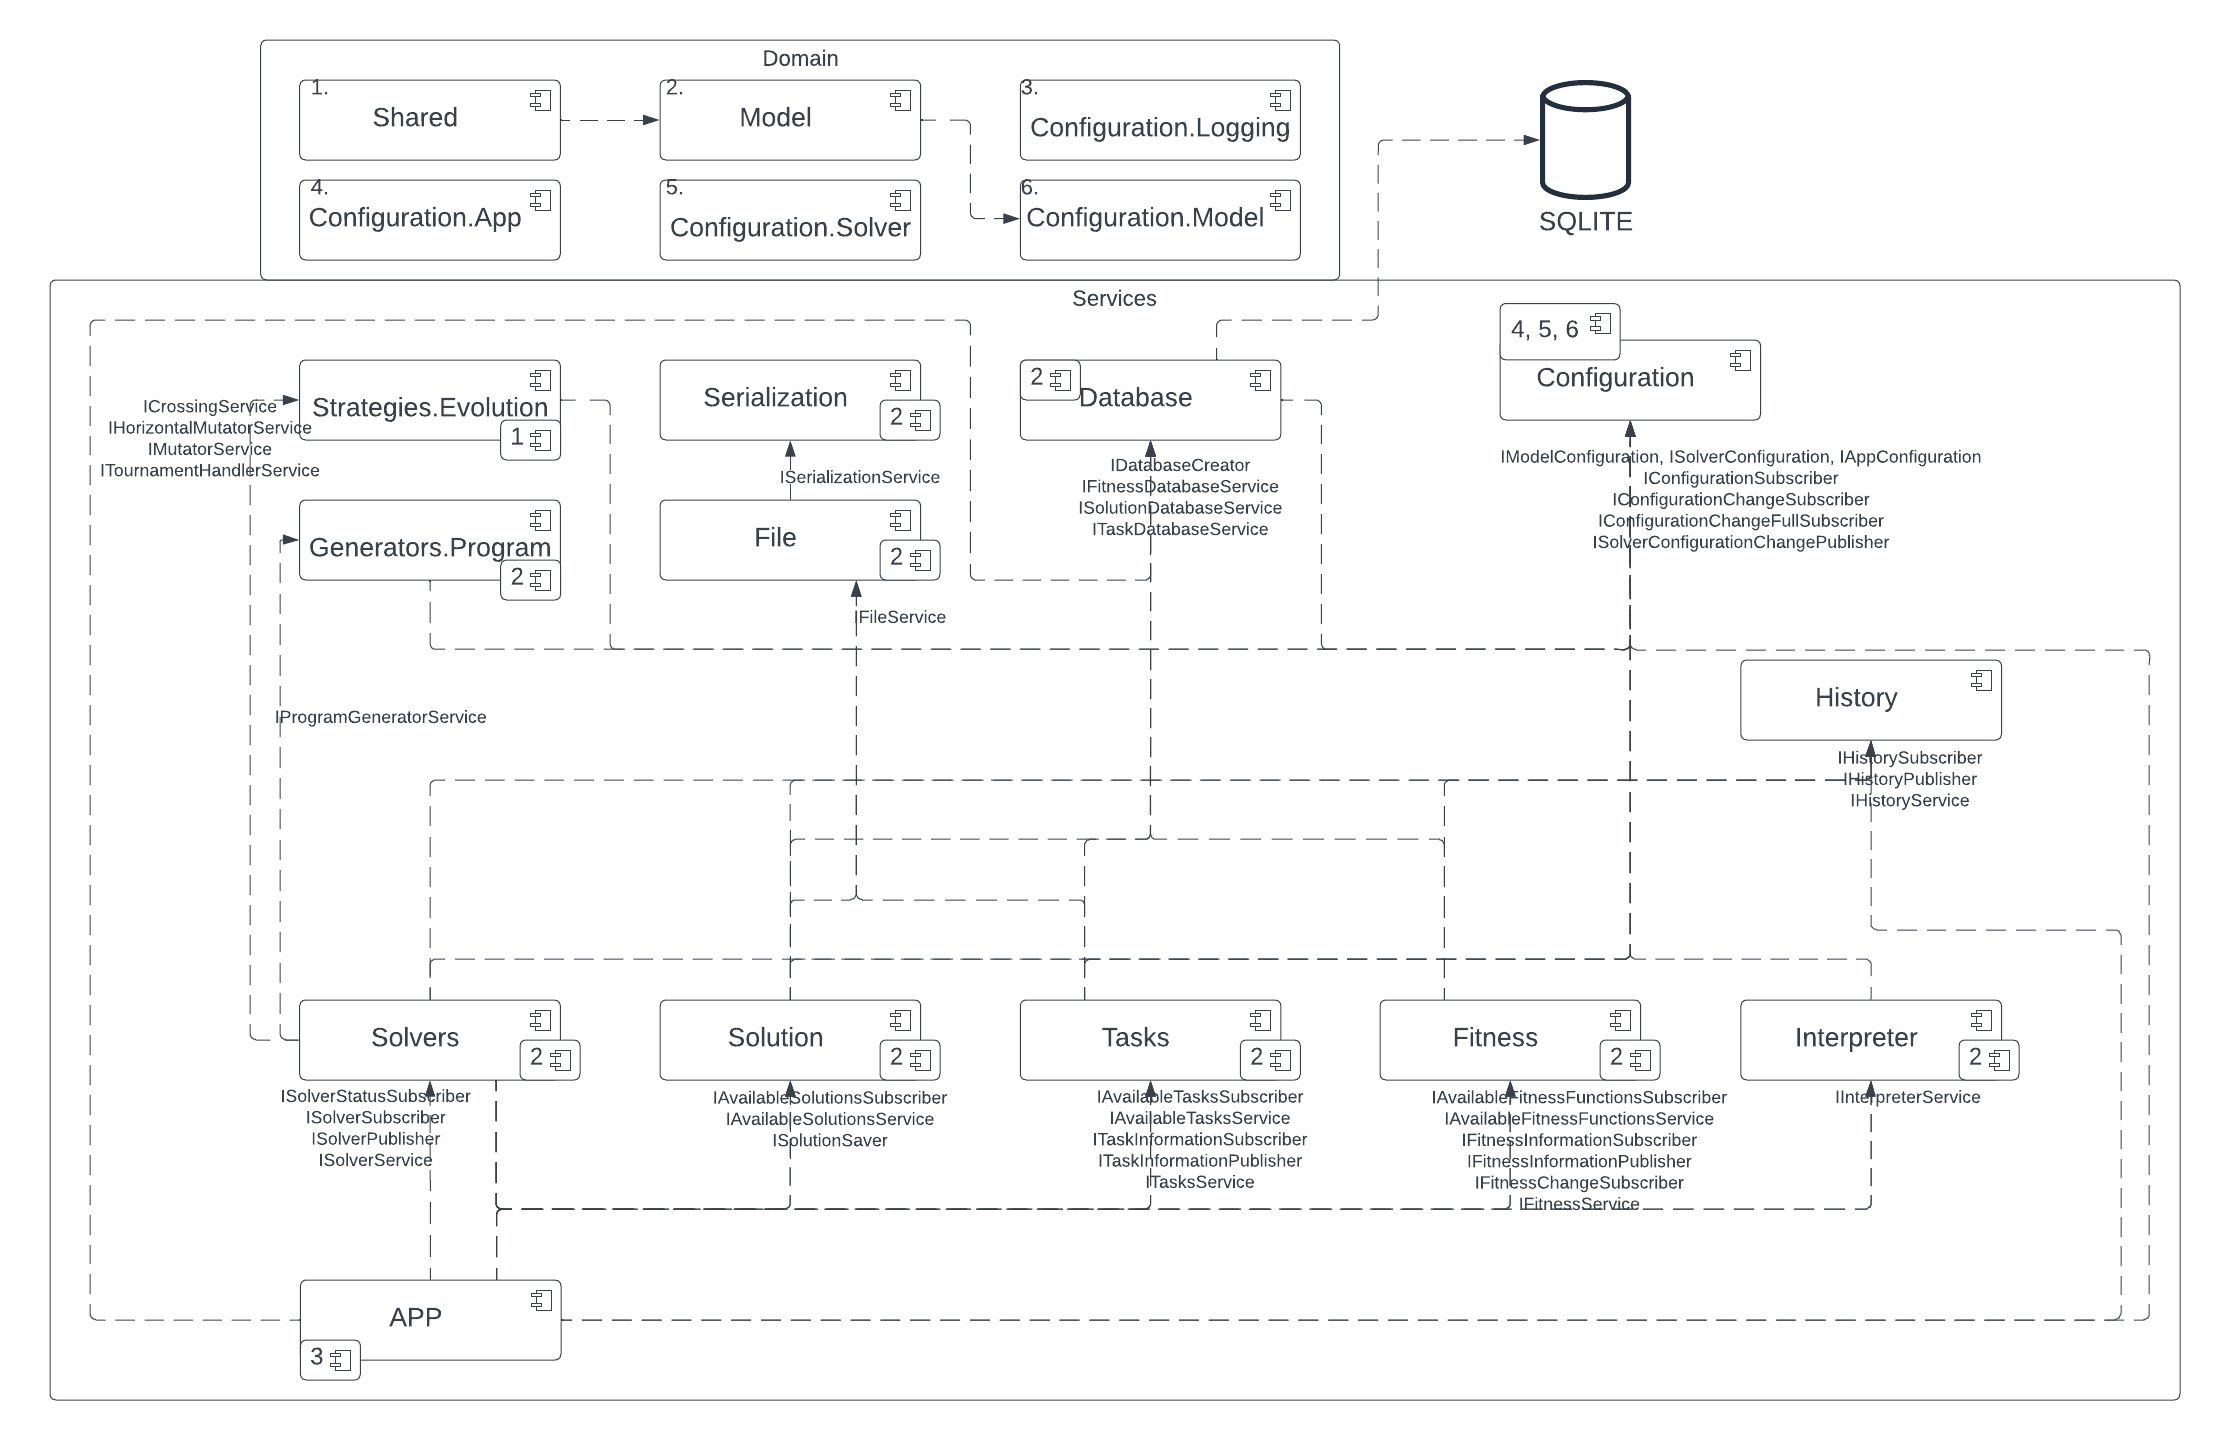 Domain
1.
Shared
2.
Model
3.
Configuration.Logging
4.
Configuration.App
5.
Configuration.Solver
6.
Configuration.Model
SQLITE
Services
Strategies.Evolution
1
Serialization
2
2
Database
4, 5, 6
Configuration
ICrossingService
IHorizontalMutatorService
IMutatorService
ITournamentHandlerService
ISerializationService
IDatabaseCreator
IFitnessDatabaseService
ISolutionDatabaseService
ITaskDatabaseService
IModelConfiguration, ISolverConfiguration, IAppConfiguration
IConfigurationSubscriber
IConfigurationChangeSubscriber
IConfigurationChangeFullSubscriber
ISolverConfigurationChangePublisher
Generators.Program
2
File
2
IFileService
IProgramGeneratorService
History
IHistorySubscriber
IHistoryPublisher
IHistoryService
Solvers
2
Solution
2
Tasks
2
Fitness
2
Interpreter
2
ISolverStatusSubscriber
ISolverSubscriber
ISolverPublisher
ISolverService
IAvailableSolutionsSubscriber
IAvailableSolutionsService
ISolutionSaver
IAvailableTasksSubscriber
IAvailableTasksService
ITaskInformationSubscriber
ITaskInformationPublisher
ITasksService
IAvailableFitnessFunctionsSubscriber
IAvailableFitnessFunctionsService
IFitnessInformationSubscriber
IFitnessInformationPublisher
IFitnessChangeSubscriber
IFitnessService
IInterpreterService
APP
3